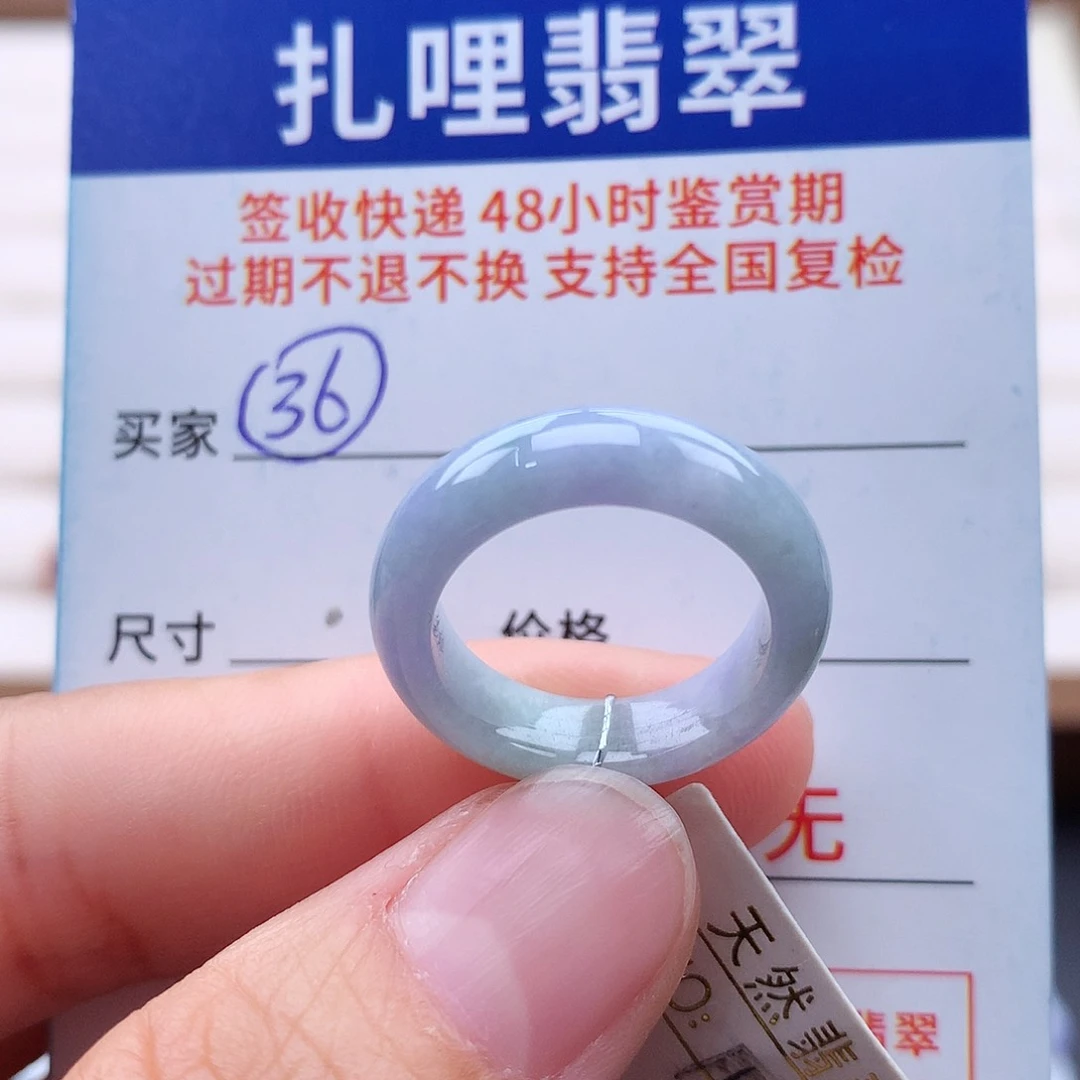 扎哩翡翠
签收快递 48小时鉴赏期
过期不退不换 支持全国复检
买家 36
尺寸 价格
无
天然翡
O:
翡翠